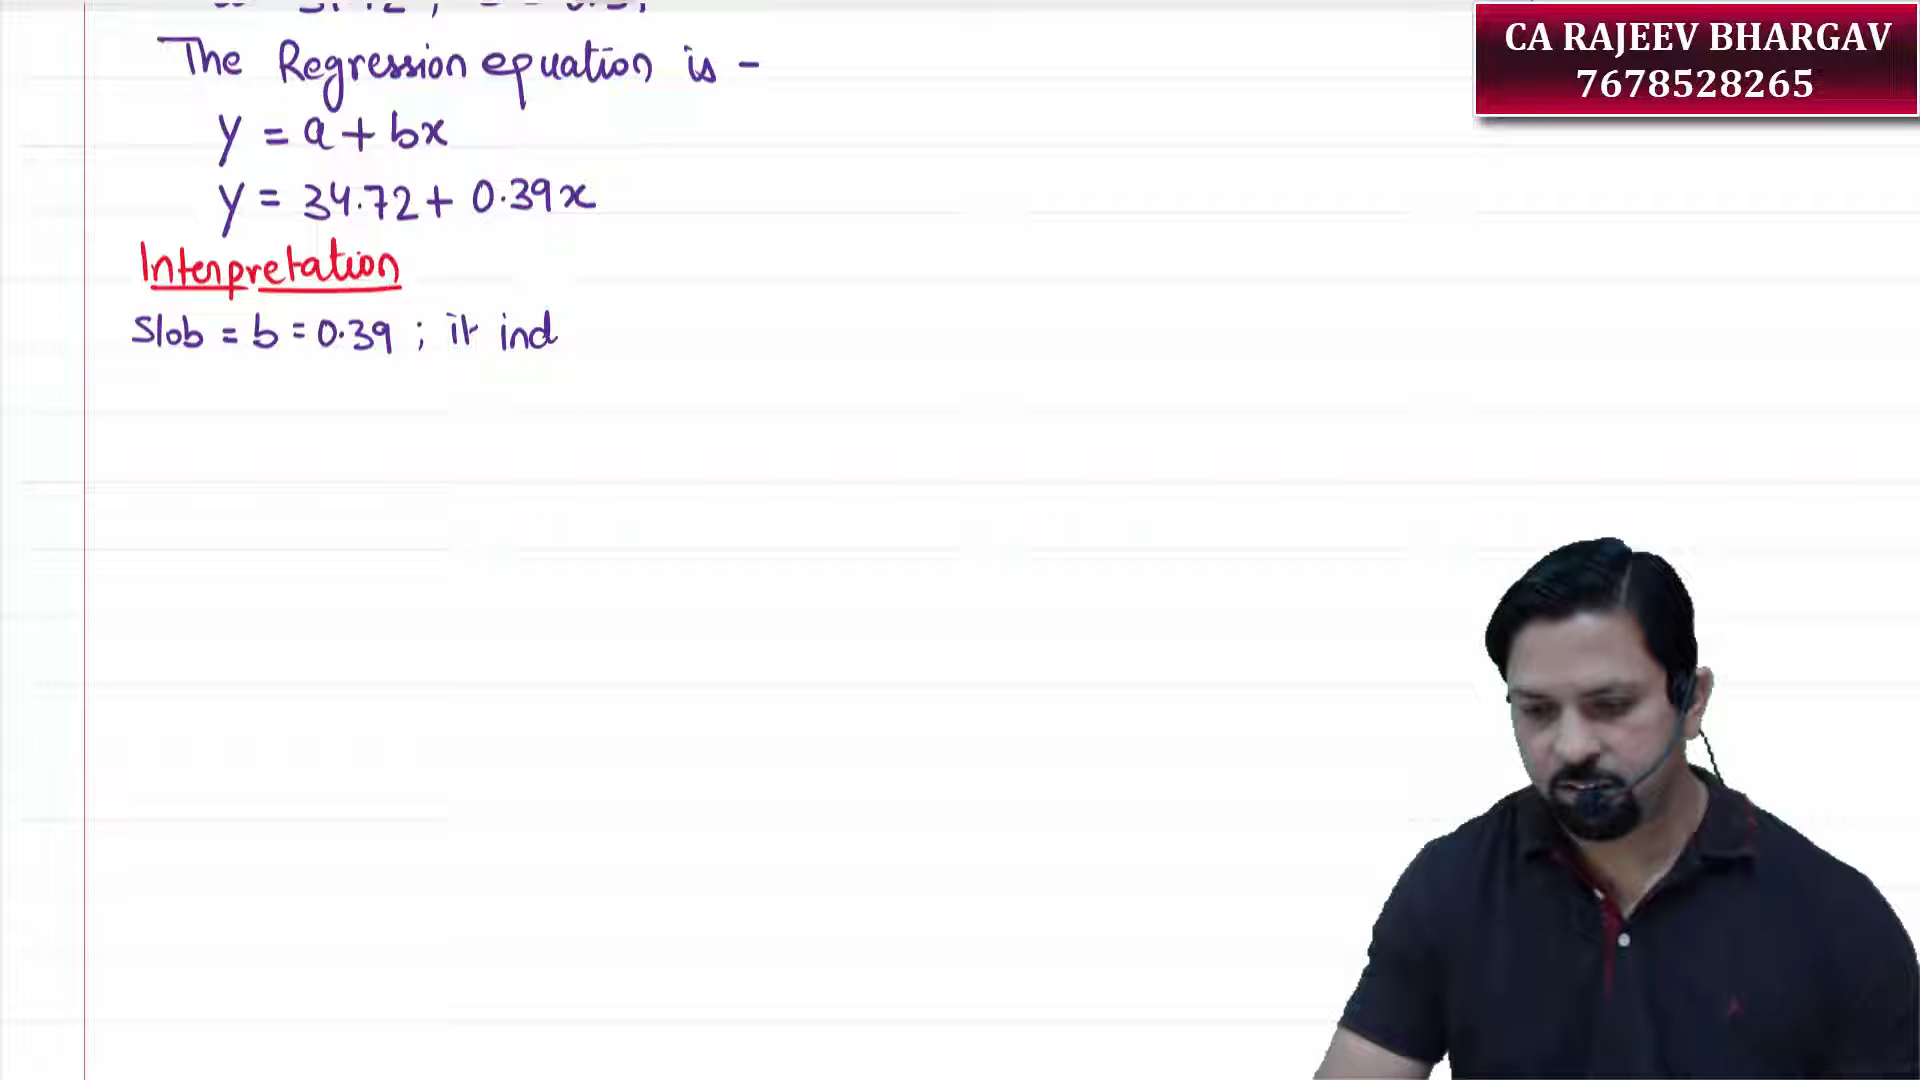 CA RAJEEV BHARGAV
7678528265
The Regression equation is -
y = a + bx
y = 34.72 + 0.39x
Interpretation
Slob = b = 0.39 ; it ind